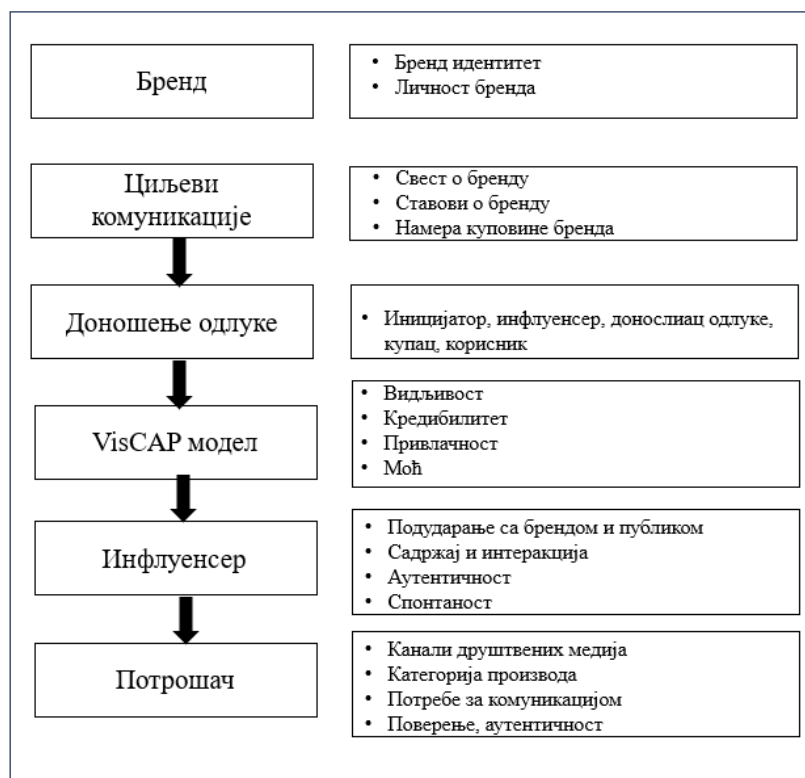 Бренд
• Бренд идентитет
• Личност бренда
Циљеви
комуникације
• Свест о бренду
• Ставови о бренду
• Намера куповине бренда
Доношење одлуке
• Иницијатор, инфлуенсер, доносилац одлуке,
купац, корисник
VisCAP модел
• Видљивост
• Кредибилитет
• Привлачност
• Моћ
Инфлуенсер
• Подударање са брендом и публиком
• Садржај и интеракција
• Аутентичност
• Спонтаност
Потрошач
• Канали друштвених медија
• Категорија производа
• Потребе за комуникацијом
• Поверење, аутентичност